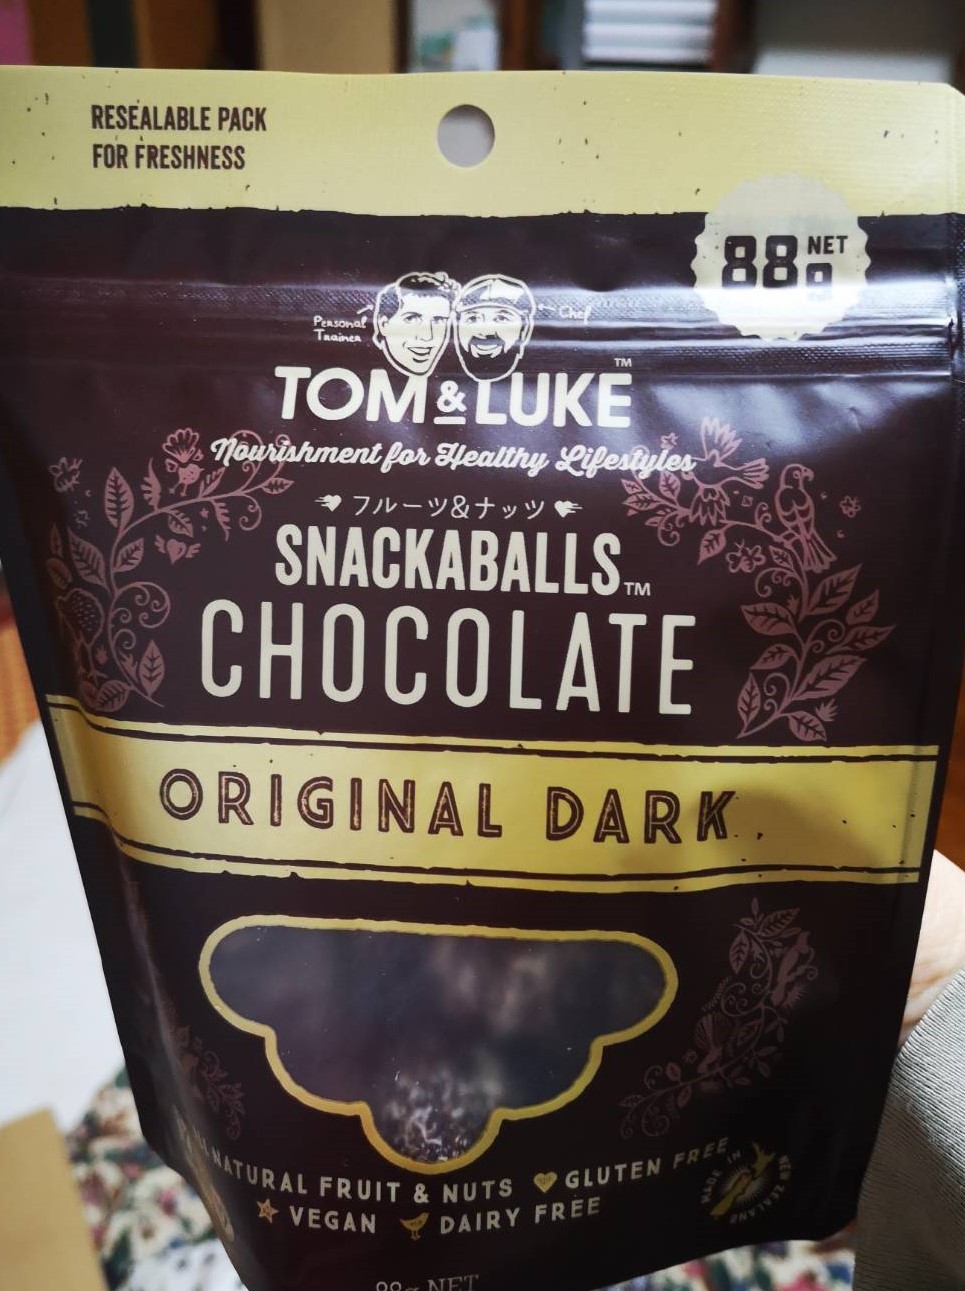 RESEALABLE PACK
FOR FRESHNESS
88g NET
Personal
Trainer
Chef
TOM & LUKE™
Nourishment for Healthy Lifestyles
フルーツ&ナッツ
SNACKABALLS™
CHOCOLATE
ORIGINAL DARK
NATURAL FRUIT & NUTS GLUTEN FREE
VEGAN DAIRY FREE
MADE IN NEW ZEALAND
88g NET